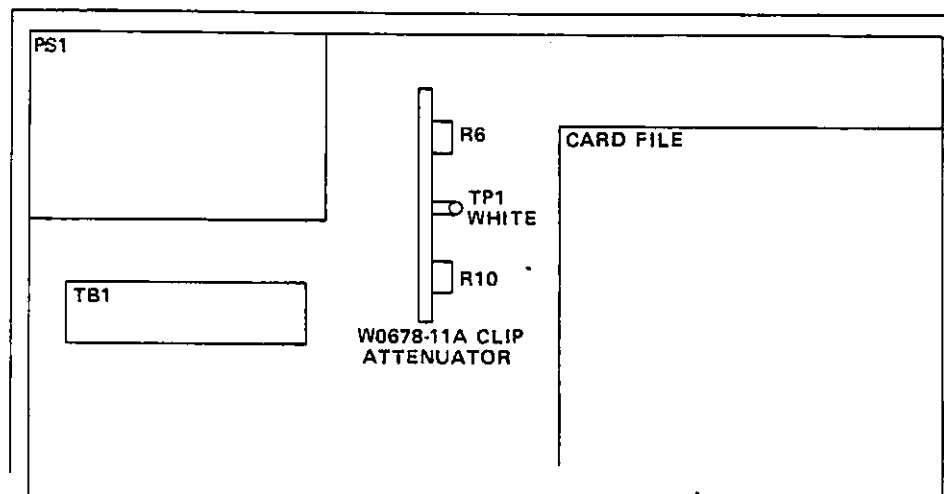 PS1
R6
CARD FILE
TP1
WHITE
R10
TB1
W0678-11A CLIP
ATTENUATOR